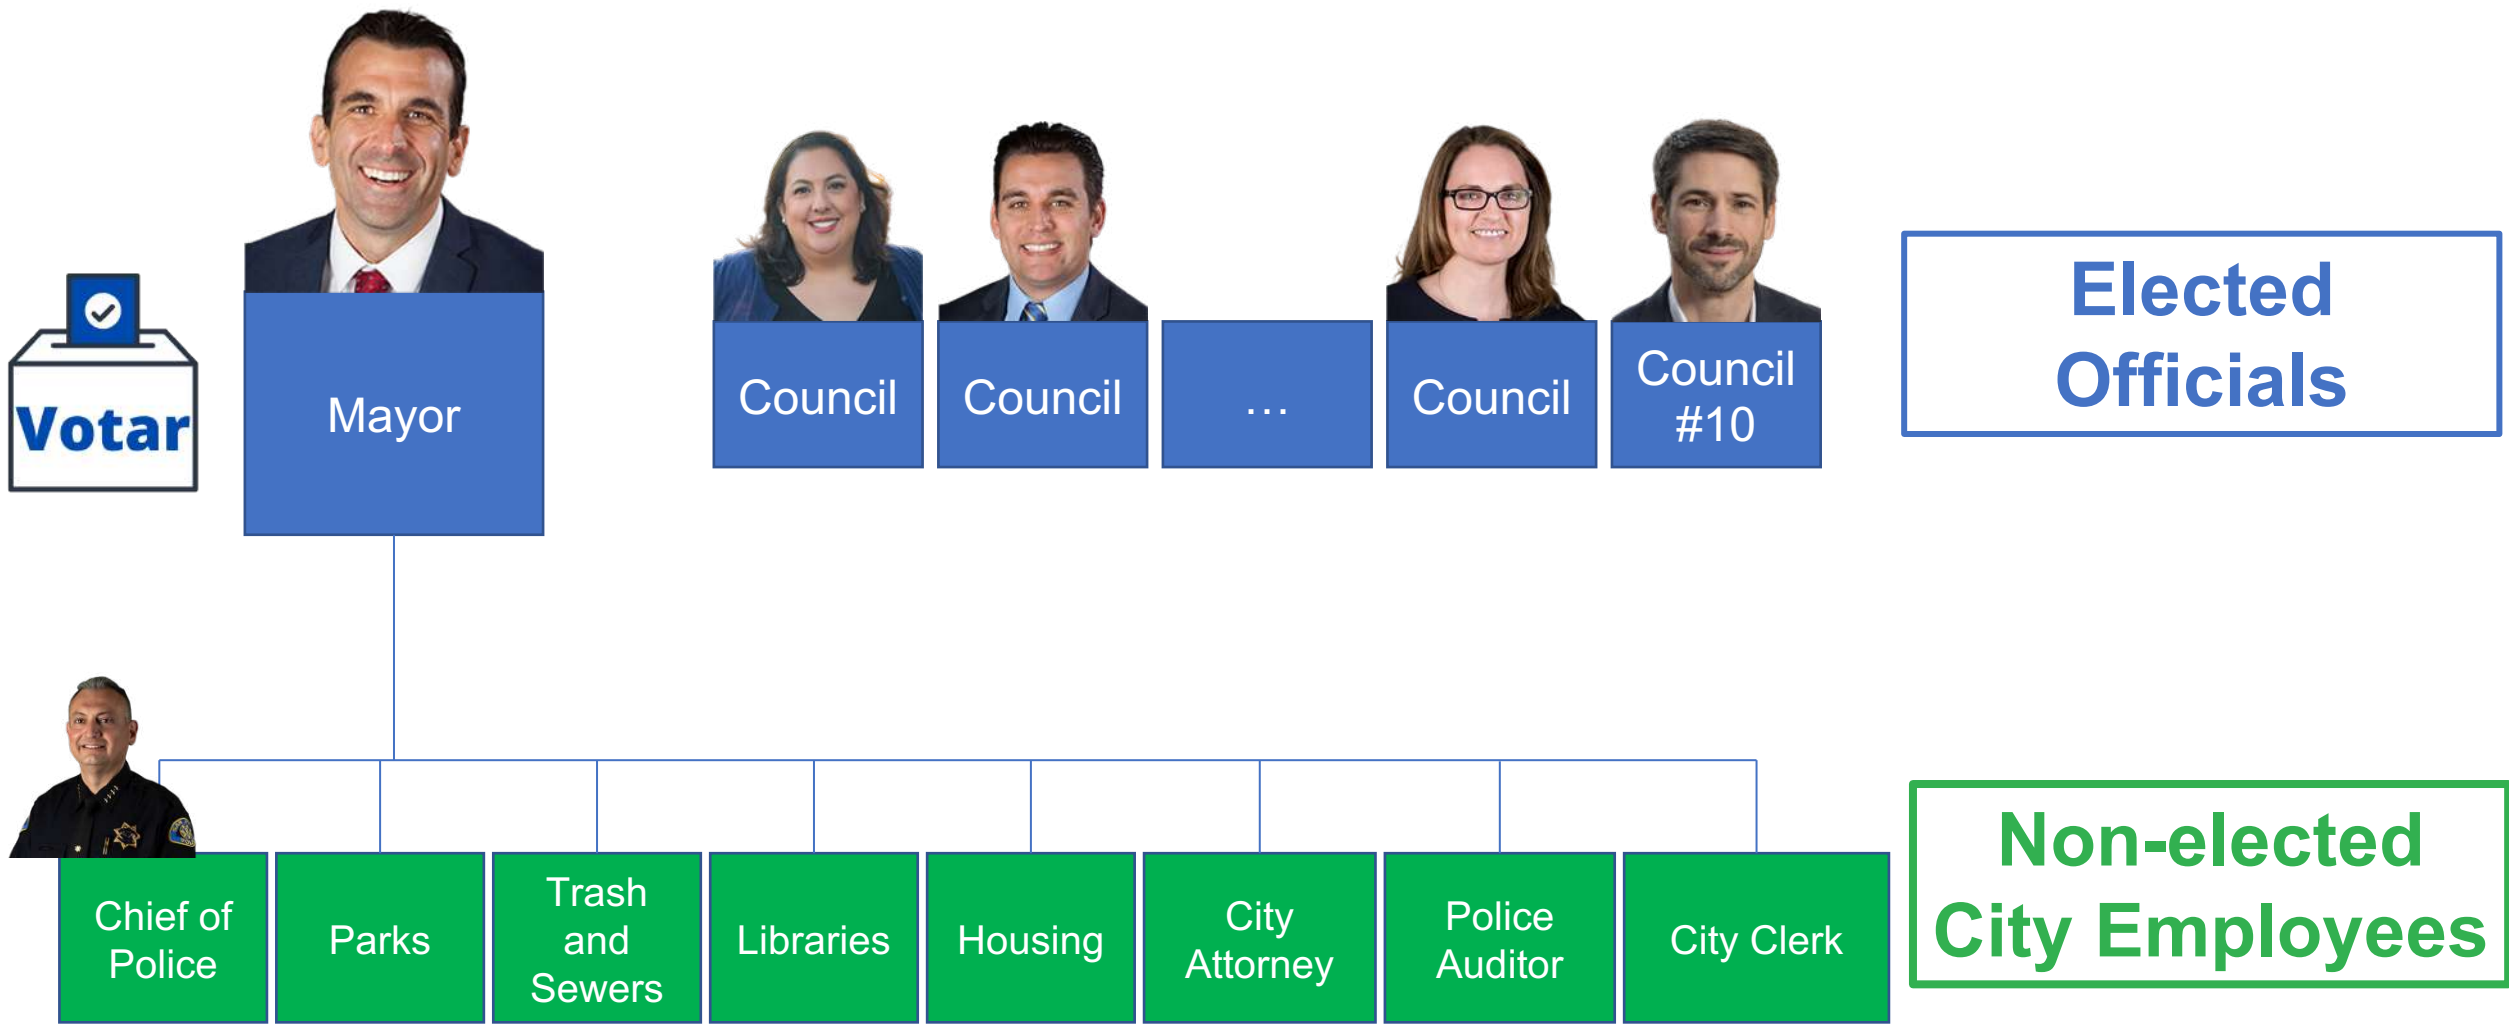 Votar
Mayor
Council
Council
...
Council
Council
#10
Elected
Officials
Chief of
Police
Parks
Trash
and
Sewers
Libraries
Housing
City
Attorney
Police
Auditor
City Clerk
Non-elected
City Employees